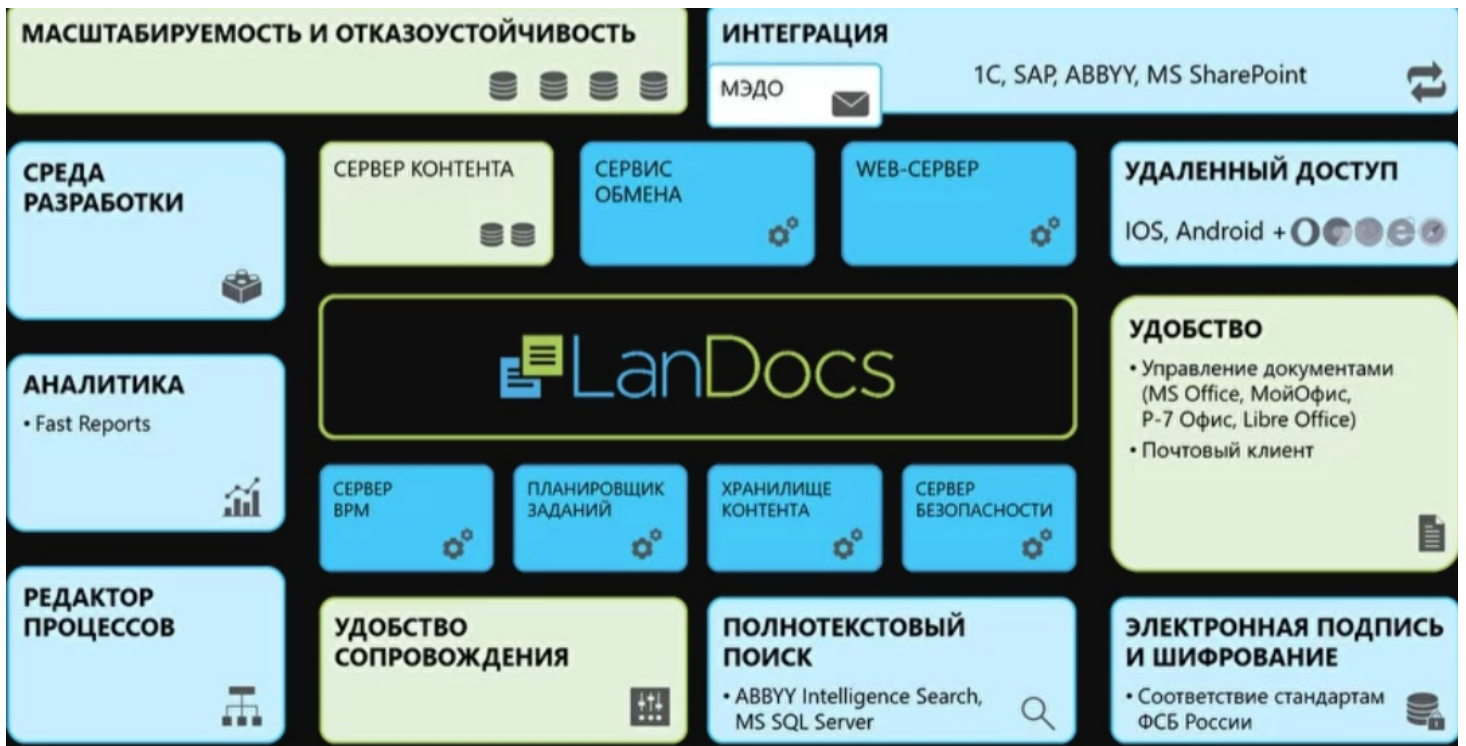 МАСШТАБИРУЕМОСТЬ И ОТКАЗОУСТОЙЧИВОСТЬ
ИНТЕГРАЦИЯ
1C, SAP, ABBYY, MS SharePoint
МЭДО
СРЕДА
РАЗРАБОТКИ
СЕРВЕР КОНТЕНТА
СЕРВИС
ОБМЕНА
WEB-СЕРВЕР
УДАЛЕННЫЙ ДОСТУП
IOS, Android +
LanDocs
УДОБСТВО
• Управление документами
(MS Office, МойОфис,
Р-7 Офис, Libre Office)
• Почтовый клиент
АНАЛИТИКА
• Fast Reports
СЕРВЕР
BPM
ПЛАНИРОВЩИК
ЗАДАНИЙ
ХРАНИЛИЩЕ
КОНТЕНТА
СЕРВЕР
БЕЗОПАСНОСТИ
РЕДАКТОР
ПРОЦЕССОВ
УДОБСТВО
СОПРОВОЖДЕНИЯ
ПОЛНОТЕКСТОВЫЙ
ПОИСК
• ABBYY Intelligence Search,
MS SQL Server
ЭЛЕКТРОННАЯ ПОДПИСЬ
И ШИФРОВАНИЕ
• Соответствие стандартам
ФСБ России